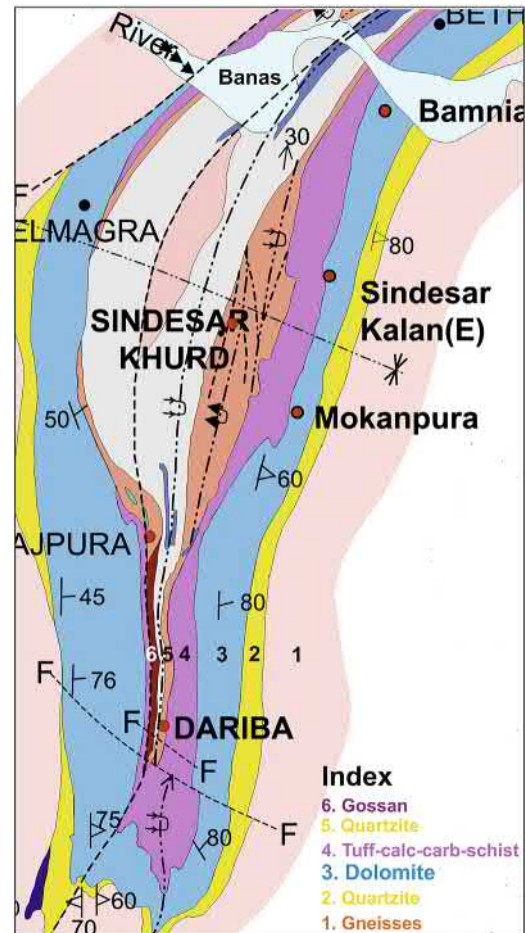 BETH
River
Banas
Bamnia
30
F
ELMAGRA
80
Sindesar
Kalan(E)
SINDESAR
KHURD
50
Mokanpura
60
AJPURA
45
80
6 5 4 3 2 1
F
76
F
DARIBA
F
Index
6. Gossan
75
F
5. Quartzite
80
4. Tuff-calc-carb-schist
3. Dolomite
60
2. Quartzite
70
1. Gneisses